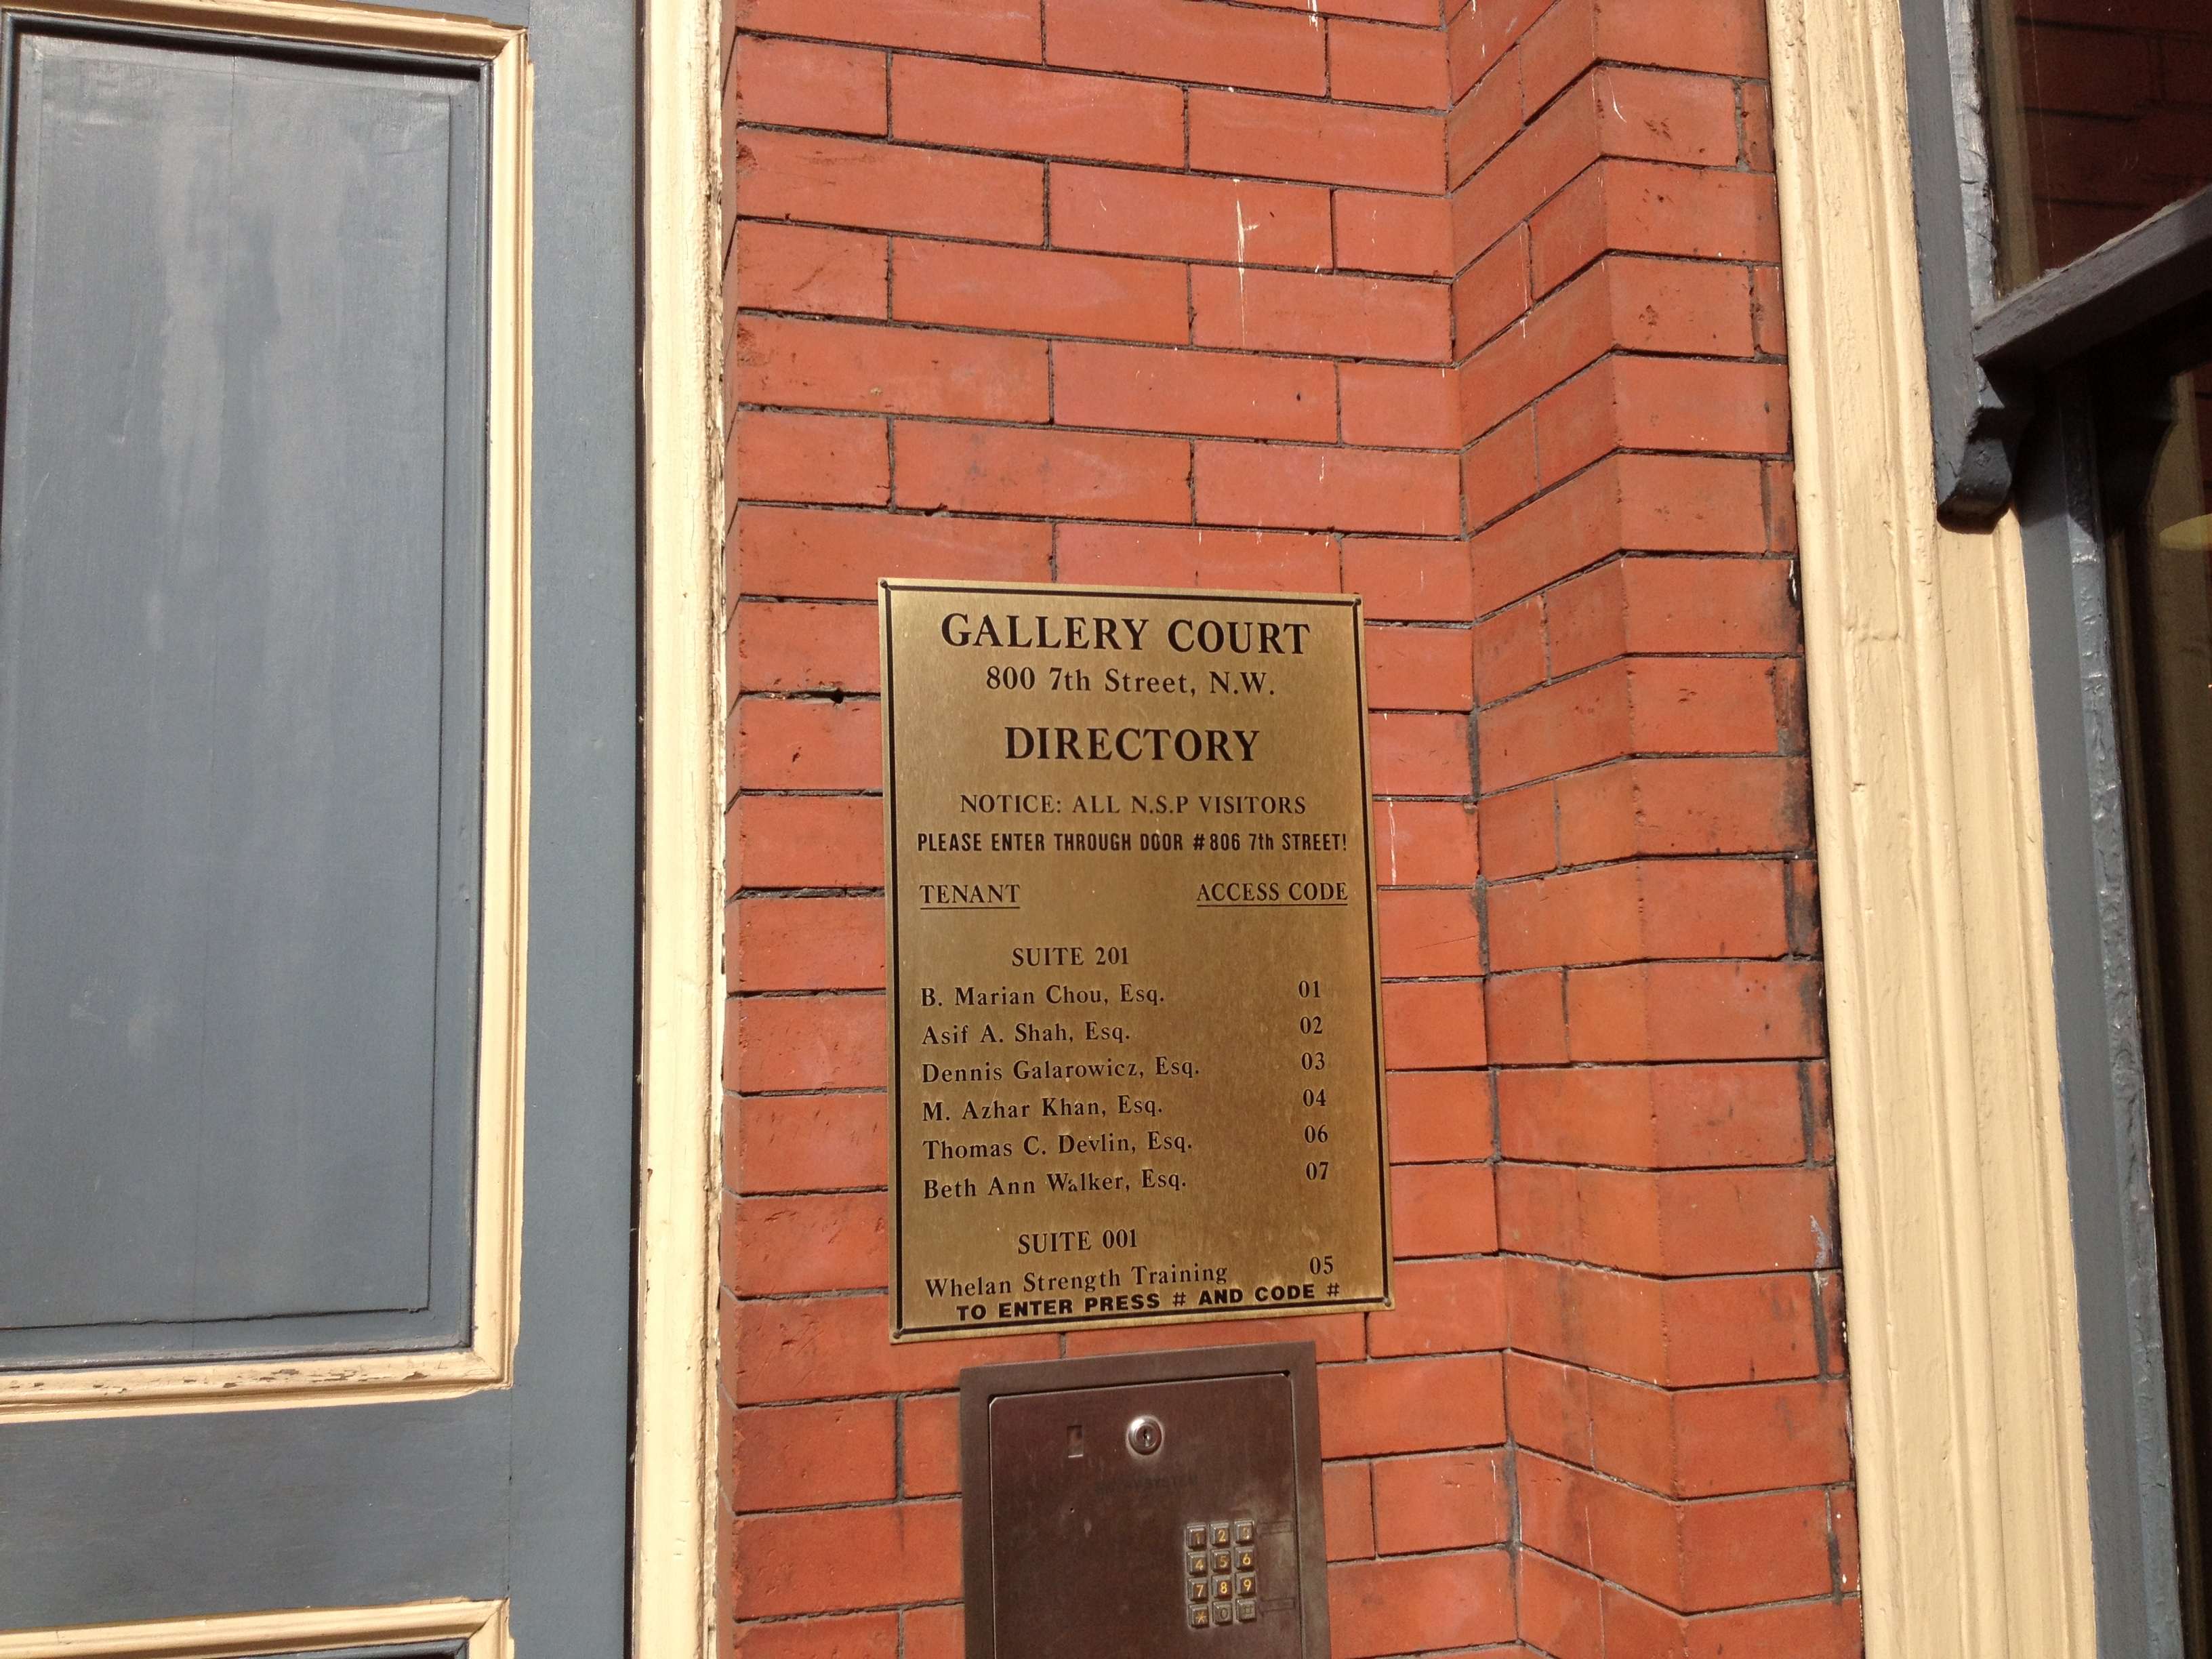 GALLERY COURT
800 7th Street, N.W.
DIRECTORY
NOTICE: ALL N.S.P VISITORS
PLEASE ENTER THROUGH DOOR #806 7th STREET!
TENANT ACCESS CODE
SUITE 201
B. Marian Chou, Esq. 01
Asif A. Shah, Esq. 02
Dennis Galarowicz, Esq. 03
M. Azhar Khan, Esq. 04
Thomas C. Devlin, Esq. 06
Beth Ann Walker, Esq. 07
SUITE 001
Whelan Strength Training 05
TO ENTER PRESS # AND CODE #
1 2 3
4 5 6
7 8 9
* 0